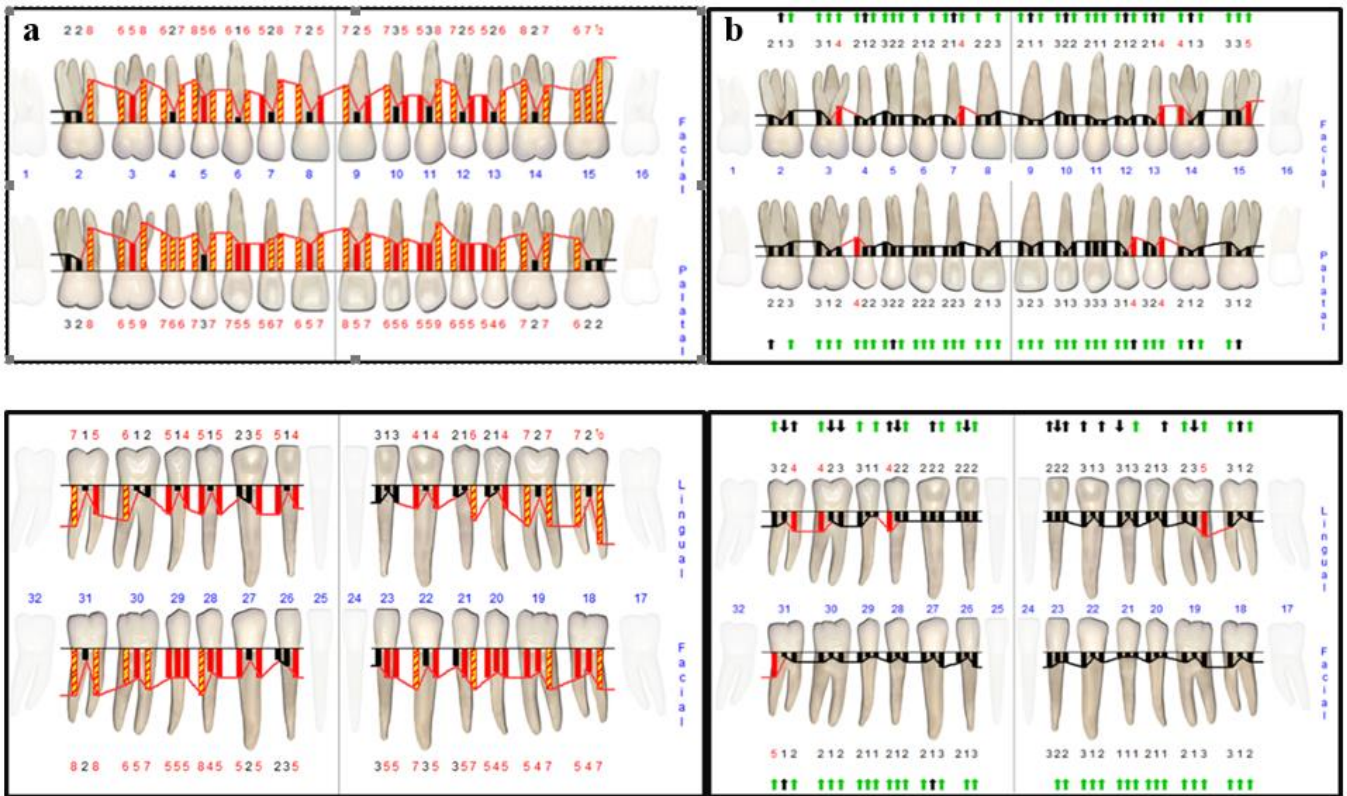 a
228 658 627 856 616 528 725 725 735 538 725 526 827 6710
Facial
1 2 3 4 5 6 7 8 9 10 11 12 13 14 15 16
Palatal
328 659 766 737 755 567 657 857 656 559 655 546 727 622
b
213 314 212 322 212 214 223 211 322 211 212 214 413 335
Facial
1 2 3 4 5 6 7 8 9 10 11 12 13 14 15 16
Palatal
223 312 422 322 222 223 213 323 313 333 314 324 212 312
715 612 514 515 235 514 313 414 216 214 727 7210
Lingual
32 31 30 29 28 27 26 25 24 23 22 21 20 19 18 17
Facial
828 657 555 845 525 235 355 735 357 545 547 547
324 423 311 422 222 222 222 313 313 213 235 312
Lingual
32 31 30 29 28 27 26 25 24 23 22 21 20 19 18 17
Facial
512 212 211 212 213 213 322 312 111 211 213 312